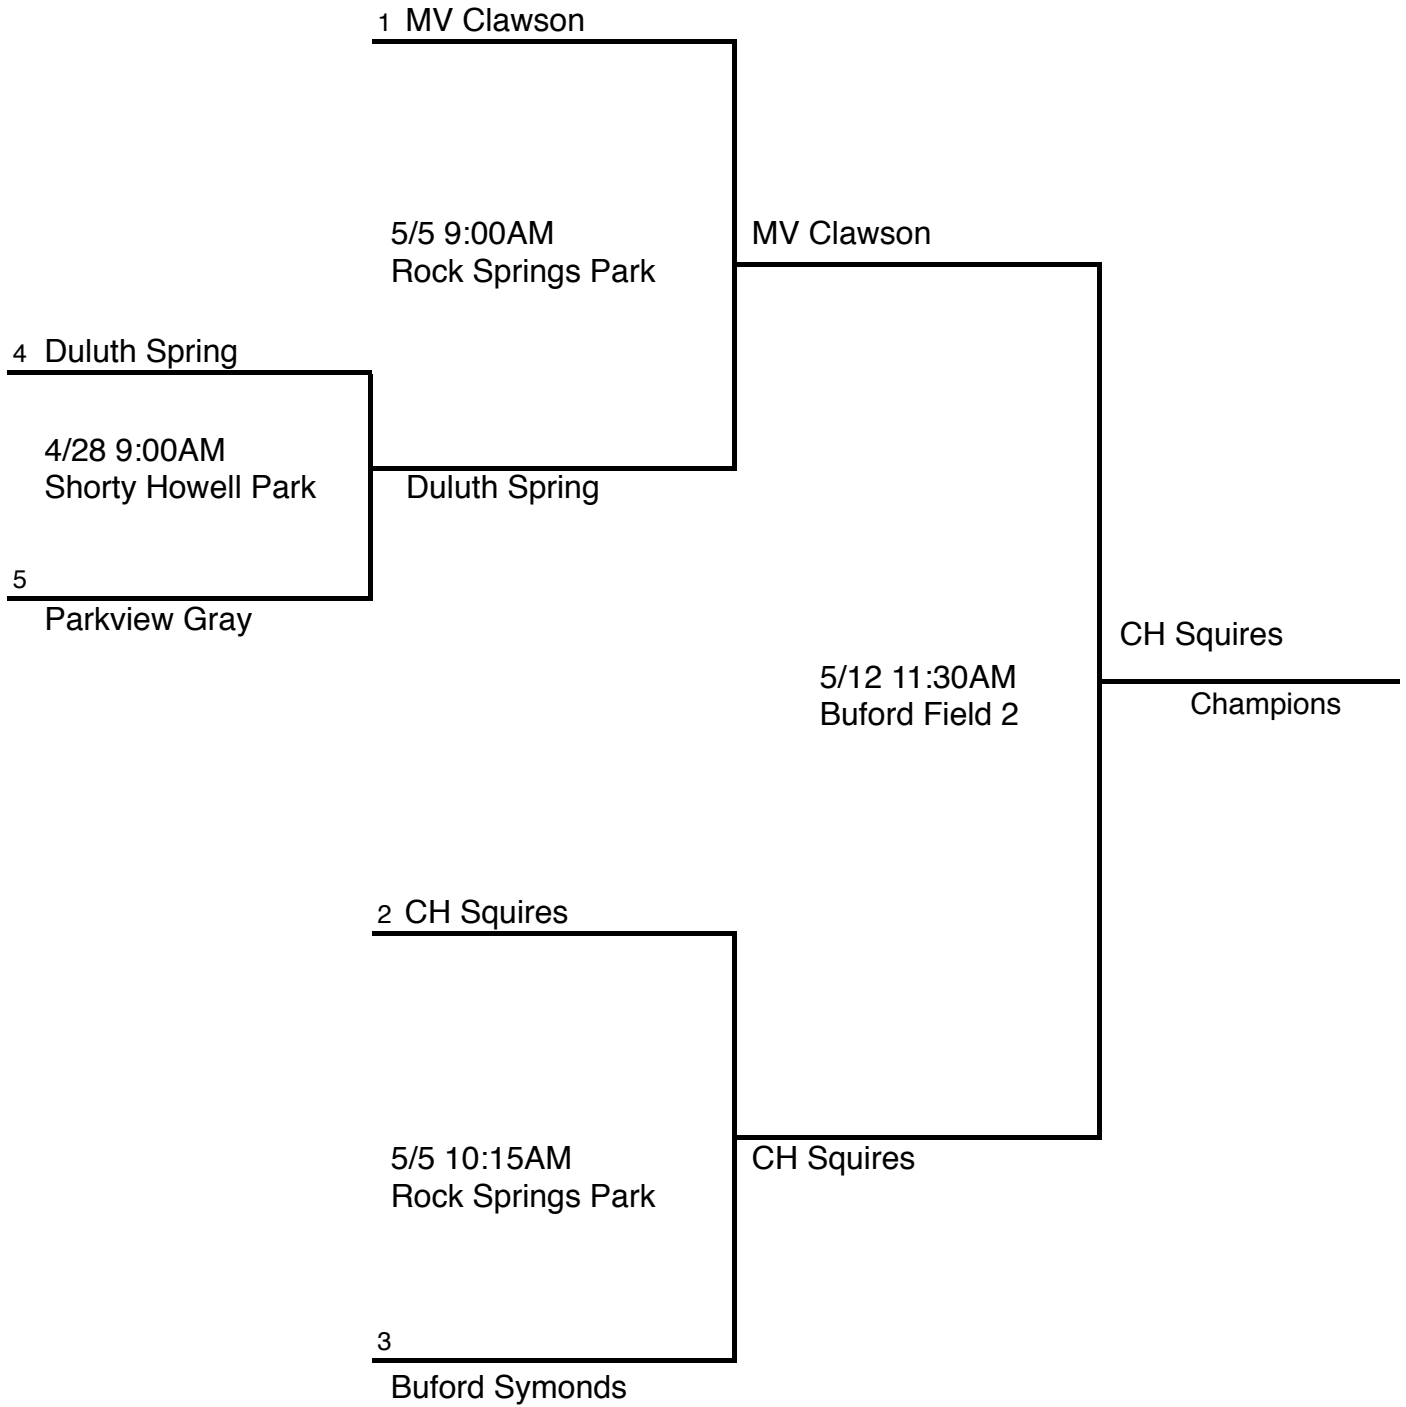 1 MV Clawson
5/5 9:00AM
Rock Springs Park
MV Clawson
4 Duluth Spring
4/28 9:00AM
Shorty Howell Park
Duluth Spring
5
Parkview Gray
CH Squires
Champions
5/12 11:30AM
Buford Field 2
2 CH Squires
5/5 10:15AM
Rock Springs Park
CH Squires
3
Buford Symonds